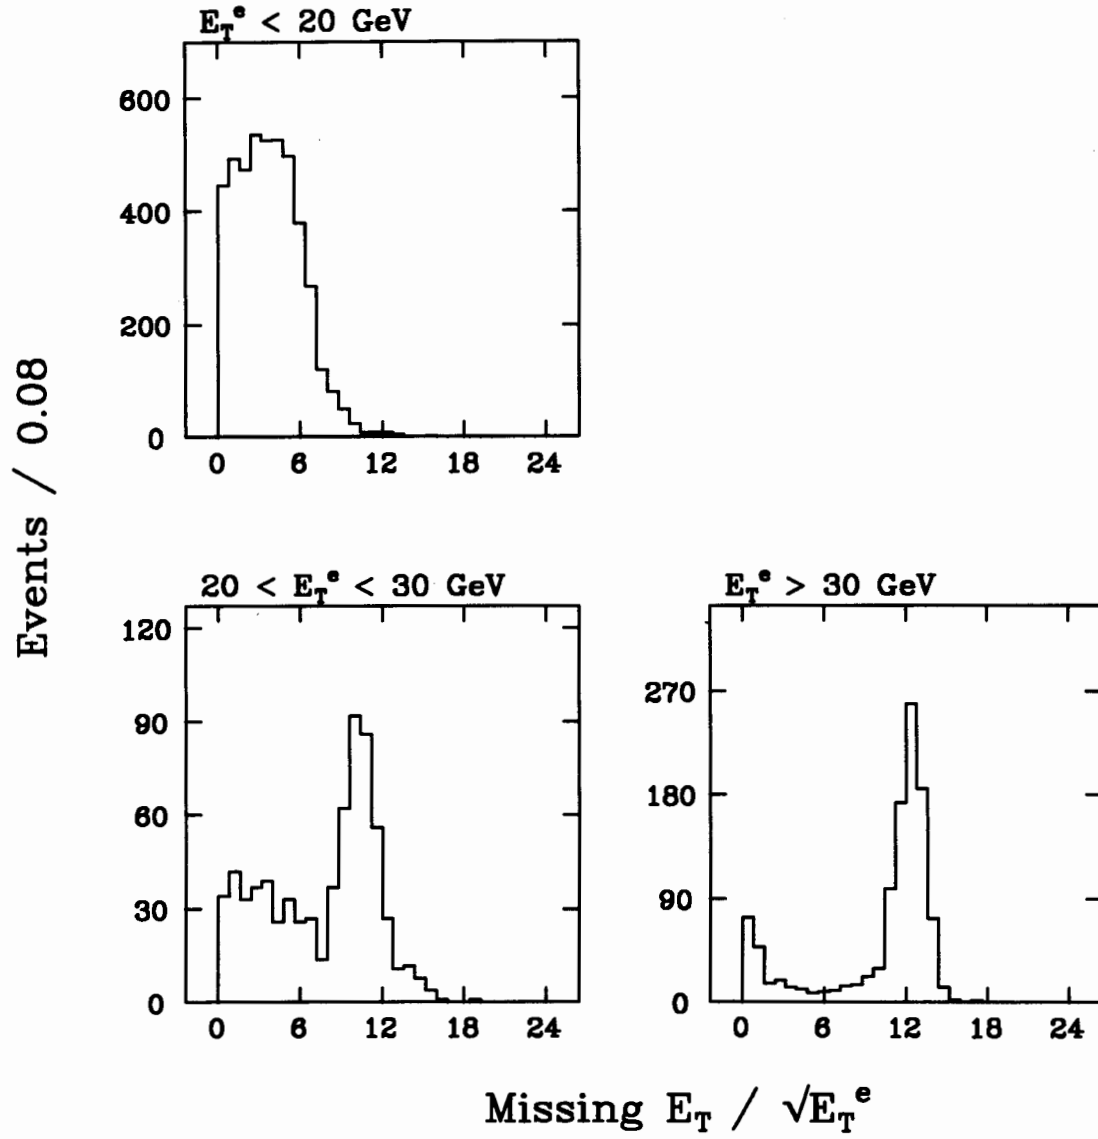 E_T^e < 20 GeV
600
400
200
0
0 6 12 18 24
Events / 0.08
20 < E_T^e < 30 GeV
120
90
60
30
0
0 6 12 18 24
E_T^e > 30 GeV
270
180
90
0
0 6 12 18 24
Missing E_T / √E_T^e